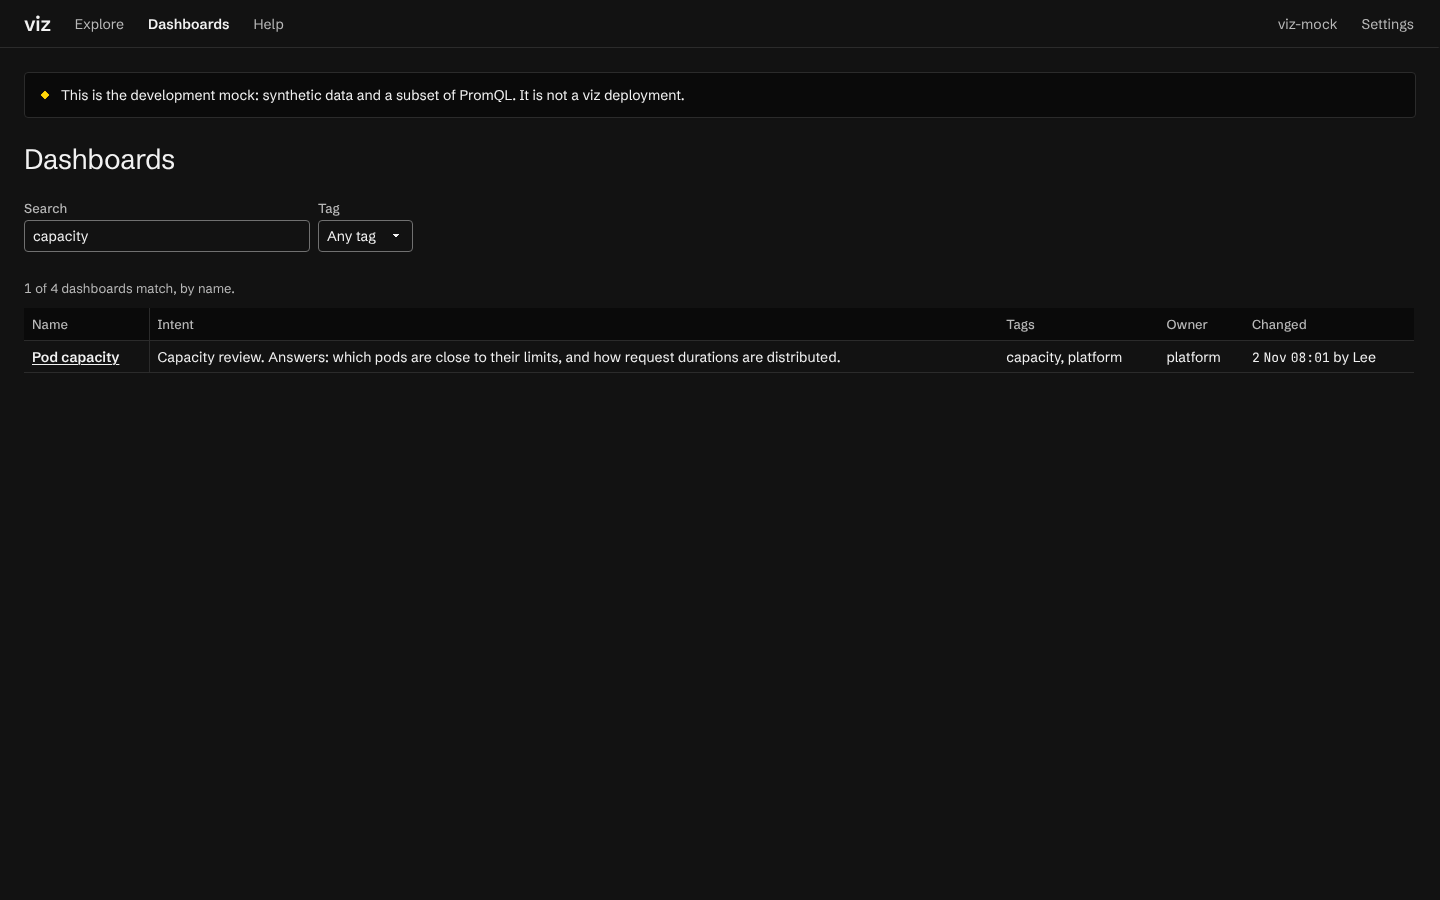 viz Explore Dashboards Help viz-mock Settings
This is the development mock: synthetic data and a subset of PromQL. It is not a viz deployment.
Dashboards
Search Tag
capacity Any tag
1 of 4 dashboards match, by name.
Name Intent Tags Owner Changed
Pod capacity Capacity review. Answers: which pods are close to their limits, and how request durations are distributed. capacity, platform platform 2 Nov 08:01 by Lee